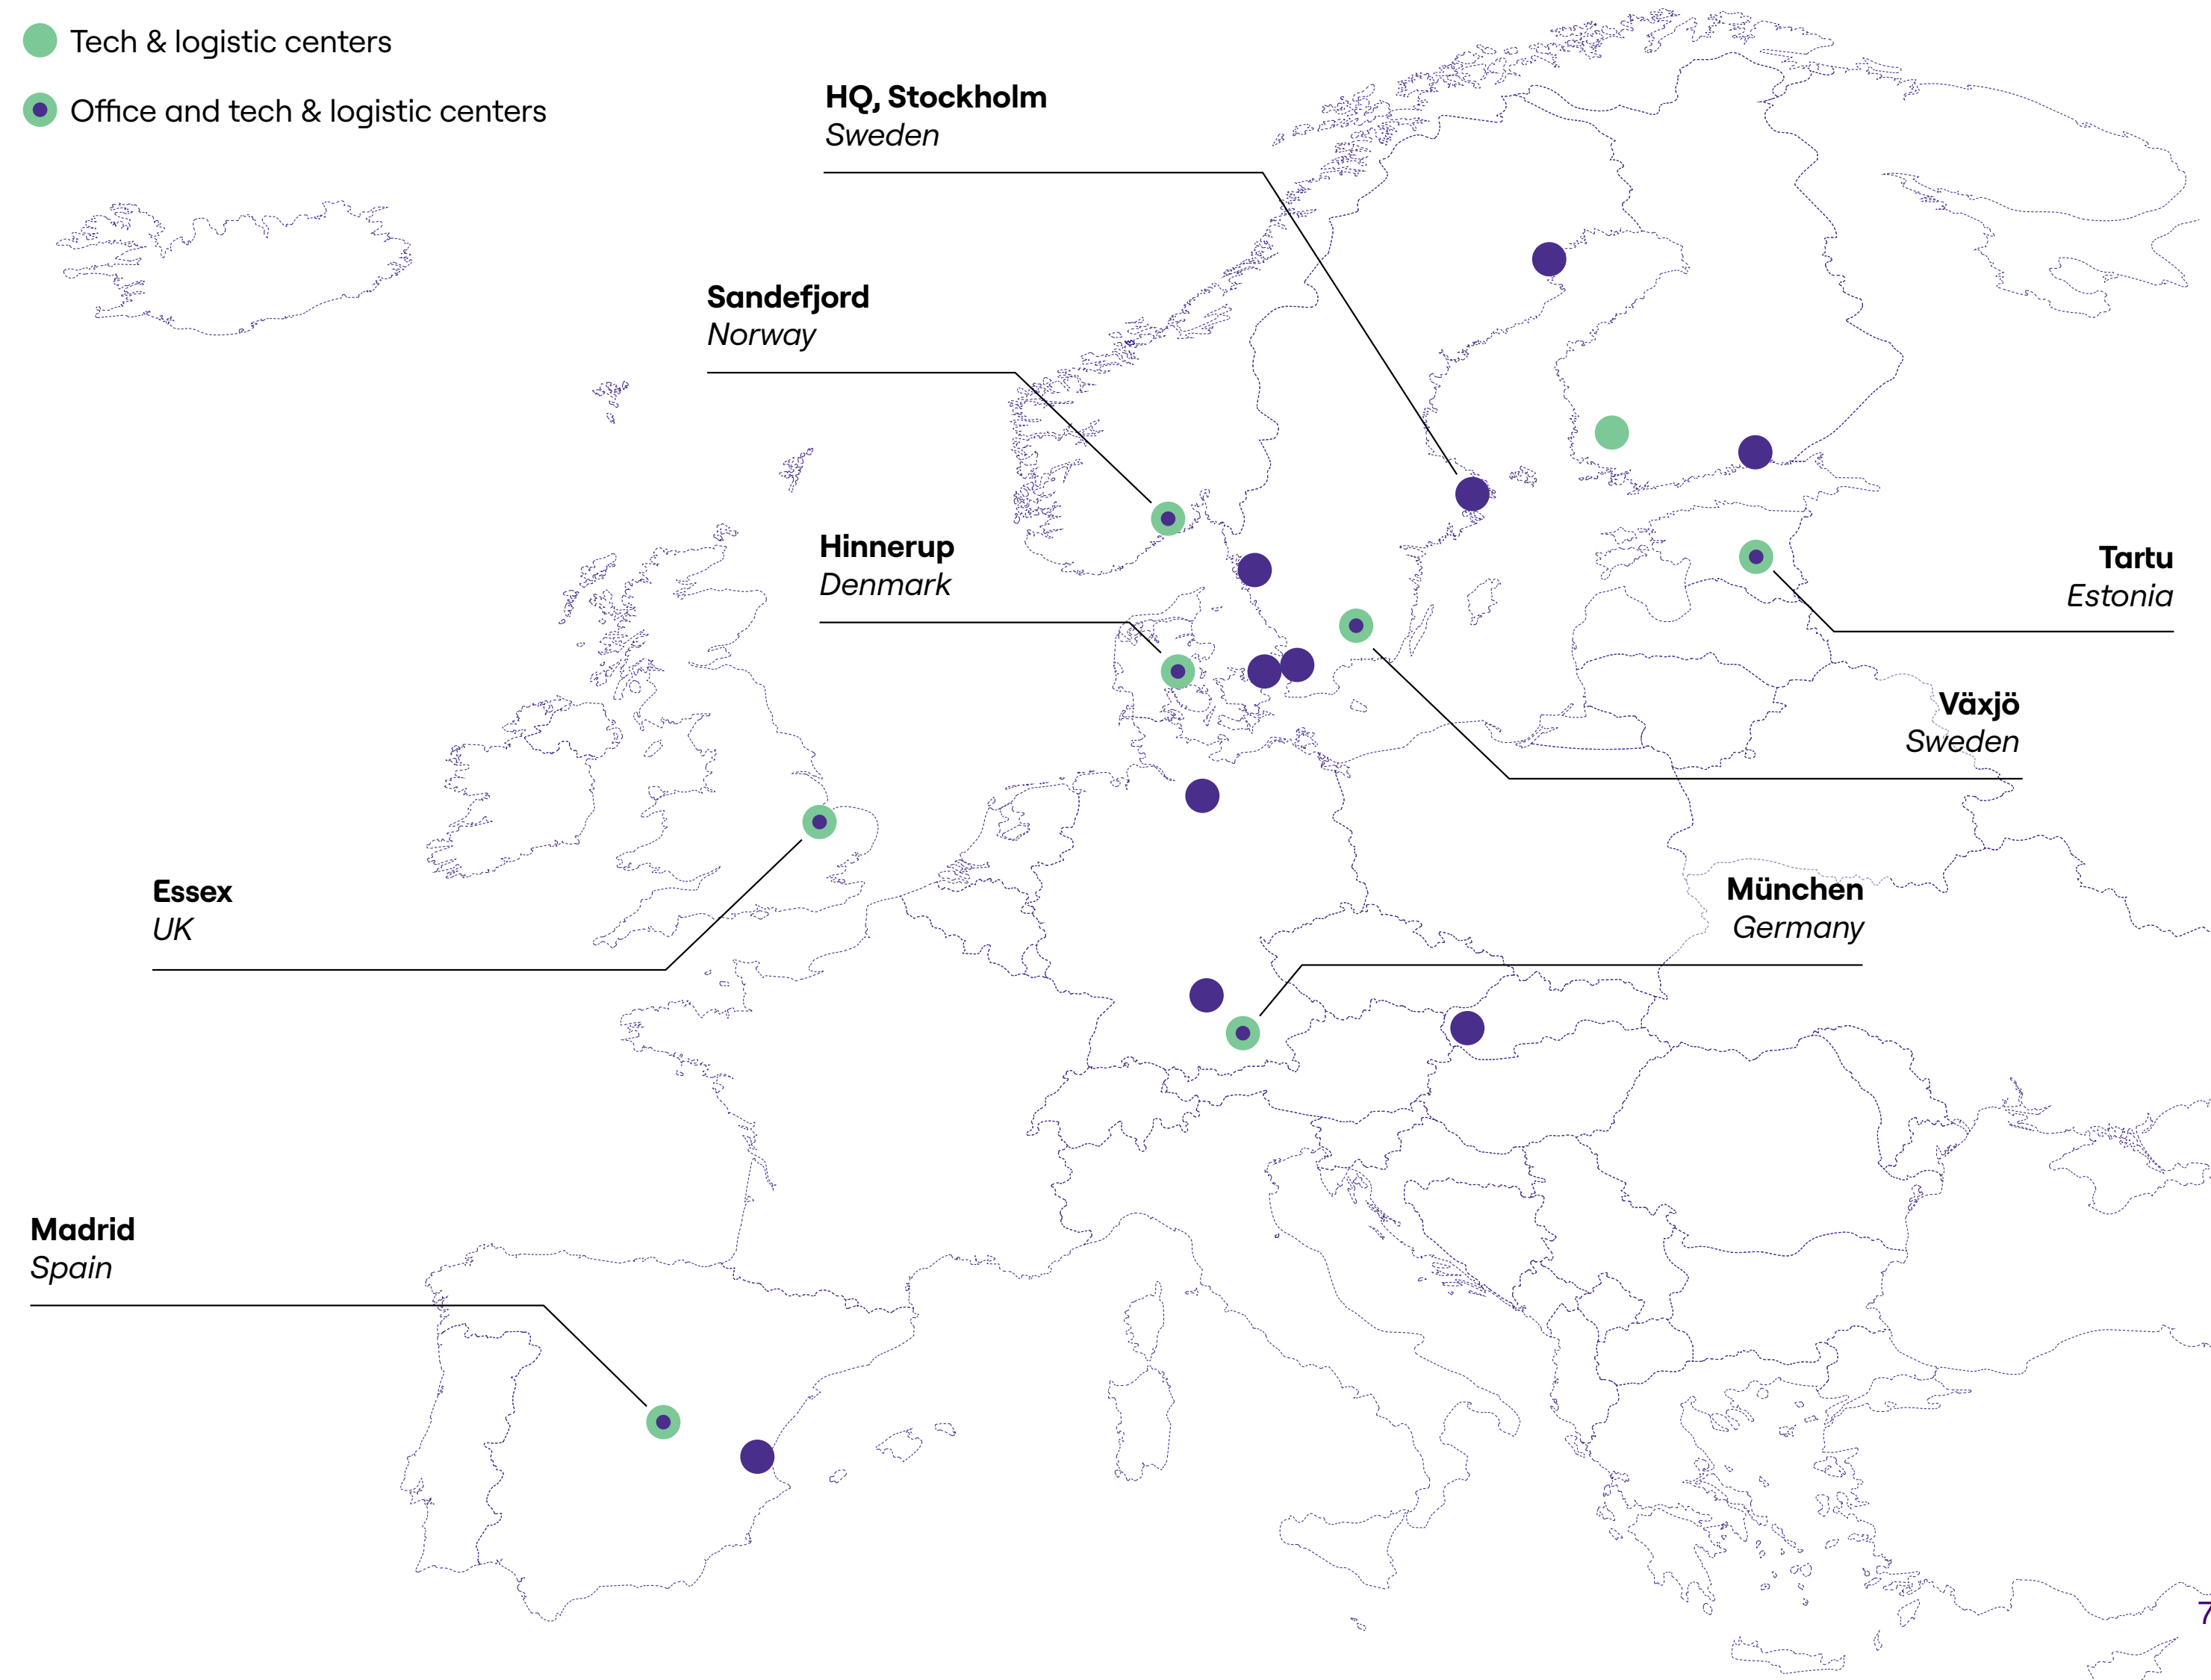 Tech & logistic centers
Office and tech & logistic centers
HQ, Stockholm
Sweden
Sandefjord
Norway
Hinnerup
Denmark
Tartu
Estonia
Växjö
Sweden
Essex
UK
München
Germany
Madrid
Spain
7